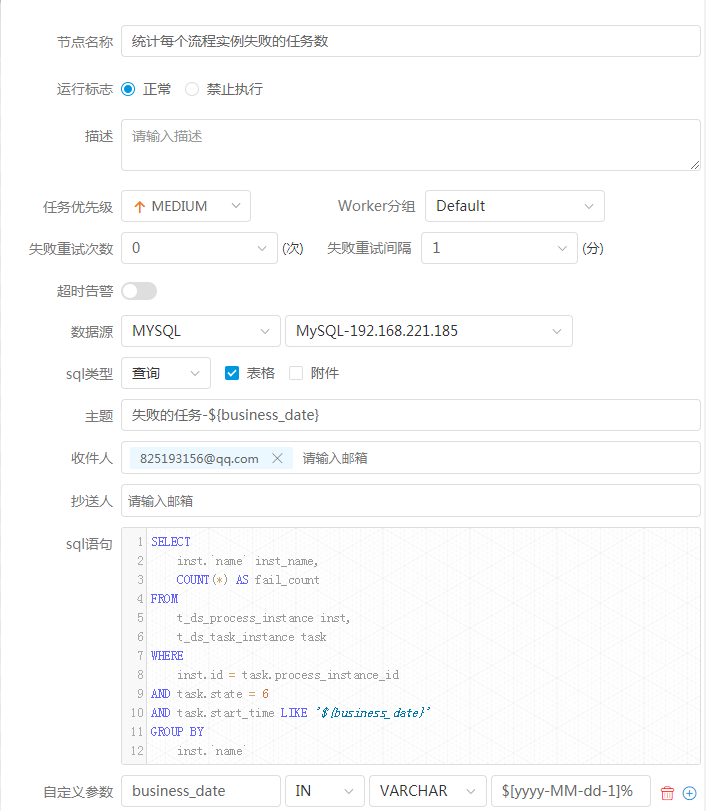 节点名称 统计每个流程实例失败的任务数
运行标志 正常 禁止执行
描述 请输入描述
任务优先级 MEDIUM Worker分组 Default
失败重试次数 0 (次) 失败重试间隔 1 (分)
超时告警
数据源 MYSQL MySQL-192.168.221.185
sql类型 查询 表格 附件
主题 失败的任务-${business_date}
收件人 825193156@qq.com 请输入邮箱
抄送人 请输入邮箱
sql语句 1 SELECT
2 inst.`name` inst_name,
3 COUNT(*) AS fail_count
4 FROM
5 t_ds_process_instance inst,
6 t_ds_task_instance task
7 WHERE
8 inst.id = task.process_instance_id
9 AND task.state = 6
10 AND task.start_time LIKE '${business_date}'
11 GROUP BY
12 inst.`name`
自定义参数 business_date IN VARCHAR $[yyyy-MM-dd-1]%